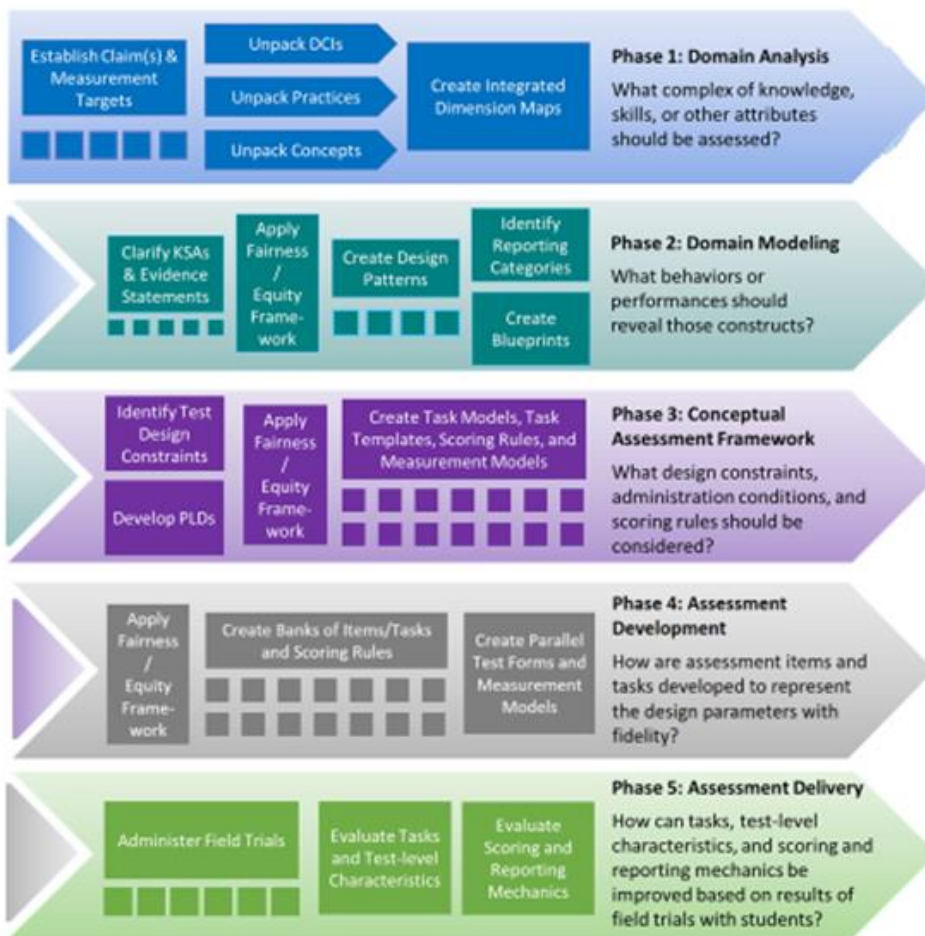 Establish Claim(s) &
Measurement
Targets
Unpack DCIs
Unpack Practices
Unpack Concepts
Create Integrated
Dimension Maps
Phase 1: Domain Analysis
What complex of knowledge,
skills, or other attributes
should be assessed?
Clarify KSAs
& Evidence
Statements
Apply
Fairness
/
Equity
Frame-
work
Create Design
Patterns
Identify
Reporting
Categories
Create
Blueprints
Phase 2: Domain Modeling
What behaviors or
performances should
reveal those constructs?
Identify Test
Design
Constraints
Develop PLDs
Apply
Fairness
/
Equity
Frame-
work
Create Task Models, Task
Templates, Scoring Rules, and
Measurement Models
Phase 3: Conceptual
Assessment Framework
What design constraints,
administration conditions, and
scoring rules should be
considered?
Apply
Fairness
/
Equity
Frame-
work
Create Banks of Items/Tasks
and Scoring Rules
Create Parallel
Test Forms and
Measurement
Models
Phase 4: Assessment
Development
How are assessment items and
tasks developed to represent
the design parameters with
fidelity?
Administer Field Trials
Evaluate Tasks
and Test-level
Characteristics
Evaluate
Scoring and
Reporting
Mechanics
Phase 5: Assessment Delivery
How can tasks, test-level
characteristics, and scoring and
reporting mechanics be
improved based on results of
field trials with students?